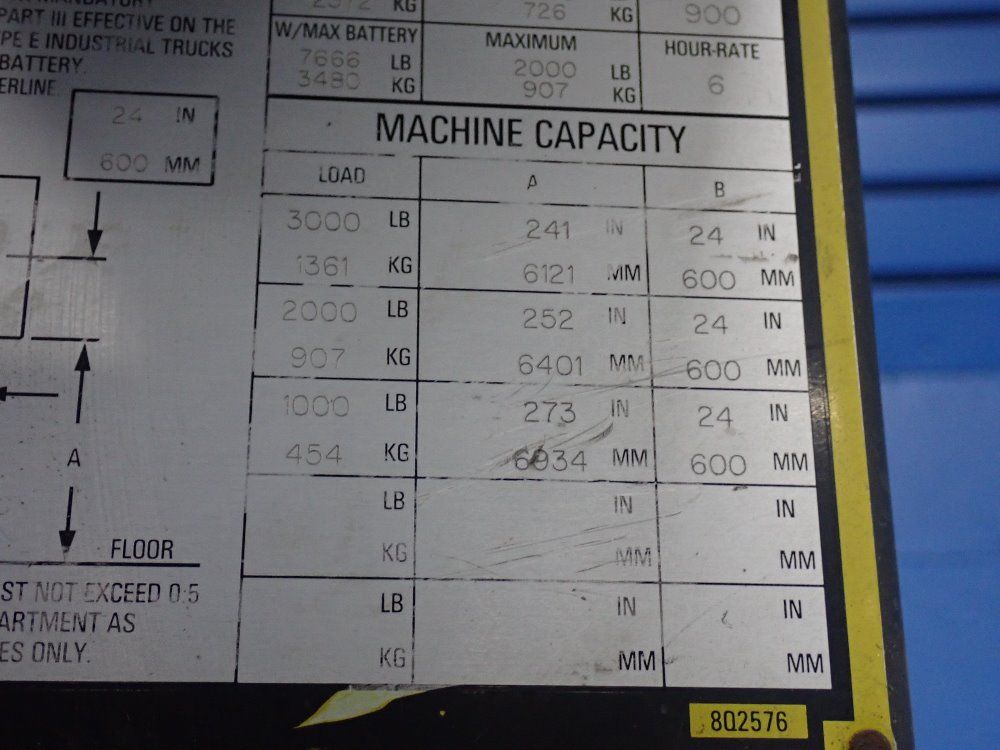 MANDATORY
PART III EFFECTIVE ON THE
PE E INDUSTRIAL TRUCKS
BATTERY.
ERLINE.
24 IN
600 MM
A
FLOOR
ST NOT EXCEED 0.5
ARTMENT AS
ES ONLY.
2572 KG 726 KG 900
W/MAX BATTERY MAXIMUM HOUR-RATE
7666 LB 2000 LB 6
3480 KG 907 KG
MACHINE CAPACITY
LOAD A B
3000 LB 241 IN 24 IN
1361 KG 6121 MM 600 MM
2000 LB 252 IN 24 IN
907 KG 6401 MM 600 MM
1000 LB 273 IN 24 IN
454 KG 6934 MM 600 MM
LB IN IN
KG MM MM
LB IN IN
KG MM MM
8Q2576